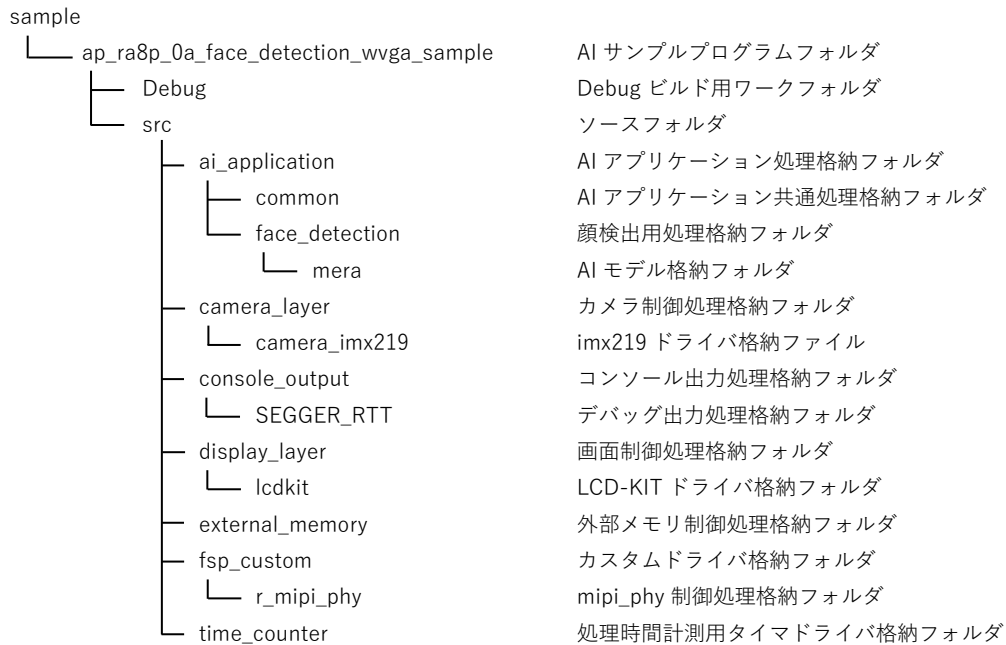 sample
ap_ra8p_0a_face_detection_wvga_sample AI サンプルプログラムフォルダ
Debug Debug ビルド用ワークフォルダ
src ソースフォルダ
ai_application AI アプリケーション処理格納フォルダ
common AI アプリケーション共通処理格納フォルダ
face_detection 顔検出用処理格納フォルダ
mera AI モデル格納フォルダ
camera_layer カメラ制御処理格納フォルダ
camera_imx219 imx219 ドライバ格納ファイル
console_output コンソール出力処理格納フォルダ
SEGGER_RTT デバッグ出力処理格納フォルダ
display_layer 画面制御処理格納フォルダ
lcdkit LCD-KIT ドライバ格納フォルダ
external_memory 外部メモリ制御処理格納フォルダ
fsp_custom カスタムドライバ格納フォルダ
r_mipi_phy mipi_phy 制御処理格納フォルダ
time_counter 処理時間計測用タイマドライバ格納フォルダ